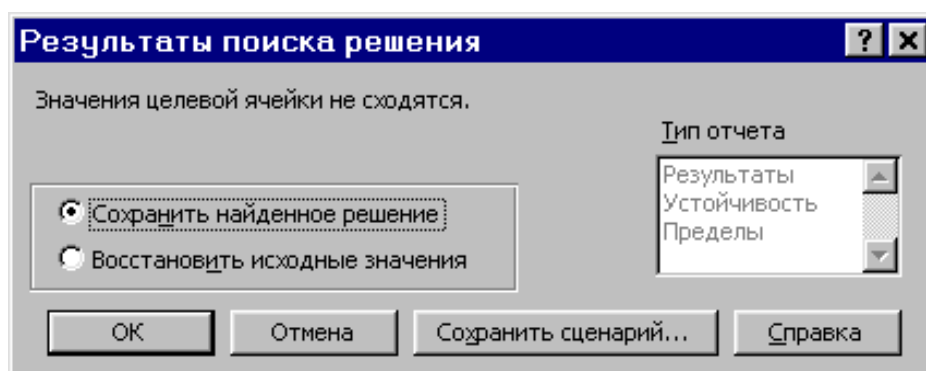 Результаты поиска решения
Значения целевой ячейки не сходятся.
Тип отчета
Результаты
Устойчивость
Пределы
Сохранить найденное решение
Восстановить исходные значения
ОК
Отмена
Сохранить сценарий...
Справка